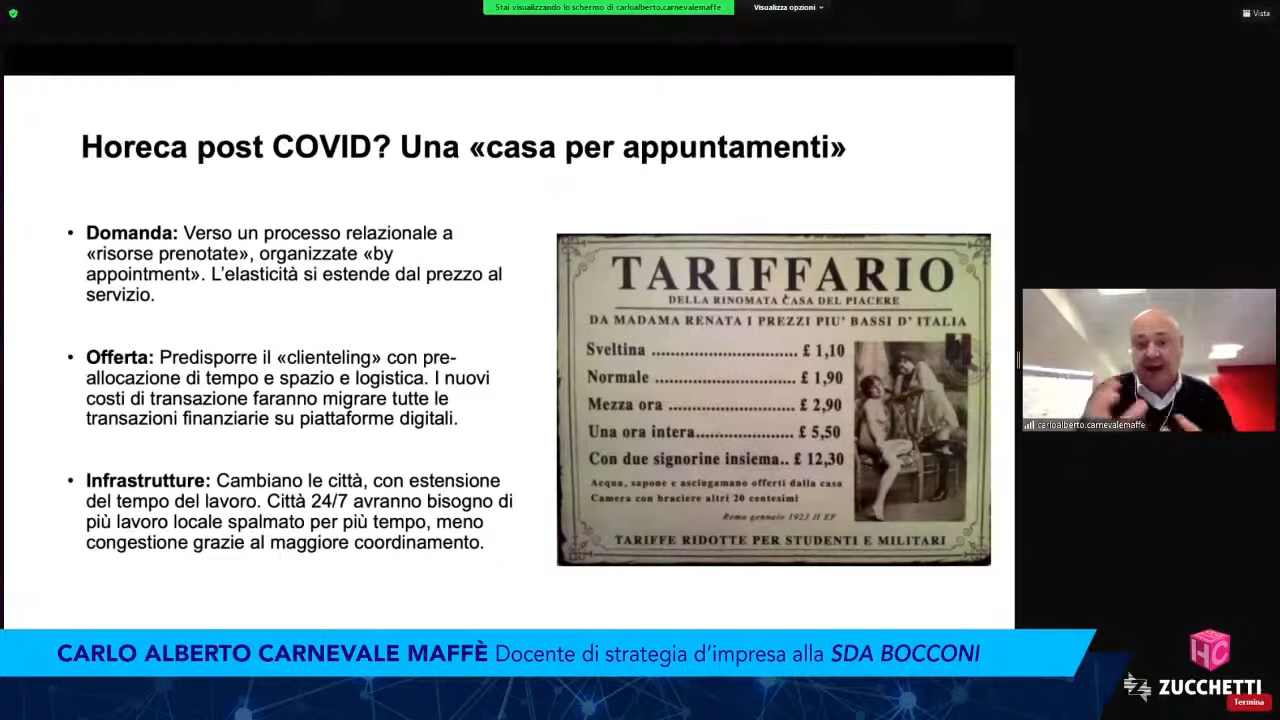 Stai visualizzando lo schermo di carloalberto.carnevalemaffe
Visualizza opzioni
Vista
Horeca post COVID? Una «casa per appuntamenti»
• Domanda: Verso un processo relazionale a
«risorse prenotate», organizzate «by
appointment». L'elasticità si estende dal prezzo al
servizio.
• Offerta: Predisporre il «clienteling» con pre-
allocazione di tempo e spazio e logistica. I nuovi
costi di transazione faranno migrare tutte le
transazioni finanziarie su piattaforme digitali.
• Infrastrutture: Cambiano le città, con estensione
del tempo del lavoro. Città 24/7 avranno bisogno di
più lavoro locale spalmato per più tempo, meno
congestione grazie al maggiore coordinamento.
TARIFFARIO
DELLA RINOMATA CASA DEL PIACERE
DA MADAMA RENATA I PREZZI PIU' BASSI D'ITALIA
Sveltina .......................... £ 1,10
Normale ......................... £ 1,90
Mezza ora ....................... £ 2,90
Una ora intera................. £ 5,50
Con due signorine insiema.. £ 12,30
Acqua, sapone e asciugamano offerti dalla casa
Camera con braciere altri 20 centesimi
Roma gennaio 1923 II EF
TARIFFE RIDOTTE PER STUDENTI E MILITARI
carloalberto.carnevalemaffe
CARLO ALBERTO CARNEVALE MAFFÈ Docente di strategia d'impresa alla SDA BOCCONI
HC
ZUCCHETTI
Termina